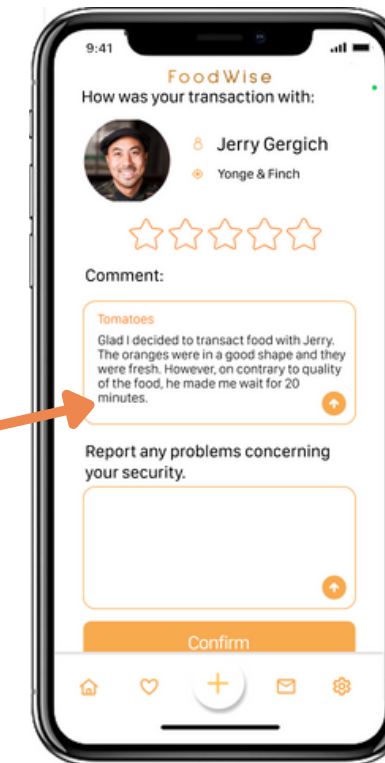 9:41
FoodWise
How was your transaction with:
Jerry Gergich
Yonge & Finch
Comment:
Tomatoes
Glad I decided to transact food with Jerry.
The oranges were in a good shape and they
were fresh. However, on contrary to quality
of the food, he made me wait for 20
minutes.
Report any problems concerning
your security.
Confirm